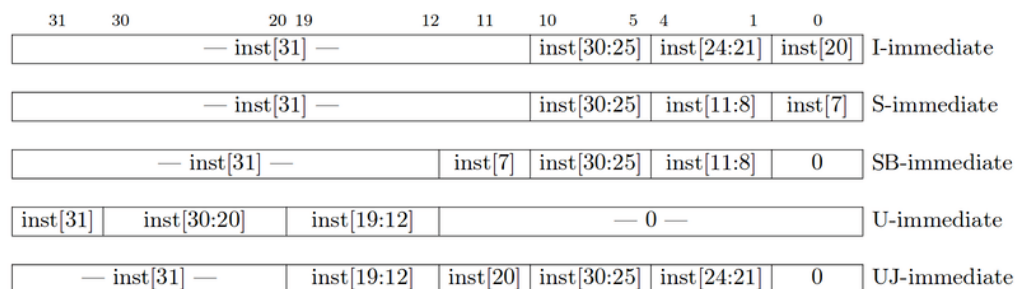 31 30 20 19 12 11 10 5 4 1 0
— inst[31] — inst[30:25] inst[24:21] inst[20] I-immediate
— inst[31] — inst[30:25] inst[11:8] inst[7] S-immediate
— inst[31] — inst[7] inst[30:25] inst[11:8] 0 SB-immediate
inst[31] inst[30:20] inst[19:12] — 0 — U-immediate
— inst[31] — inst[19:12] inst[20] inst[30:25] inst[24:21] 0 UJ-immediate